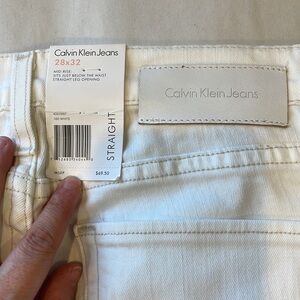 Calvin Klein Jeans
28x32
MID RISE
SITS JUST BELOW THE WAIST
STRAIGHT LEG OPENING
STRAIGHT
MSRP $69.50
Calvin Klein Jeans